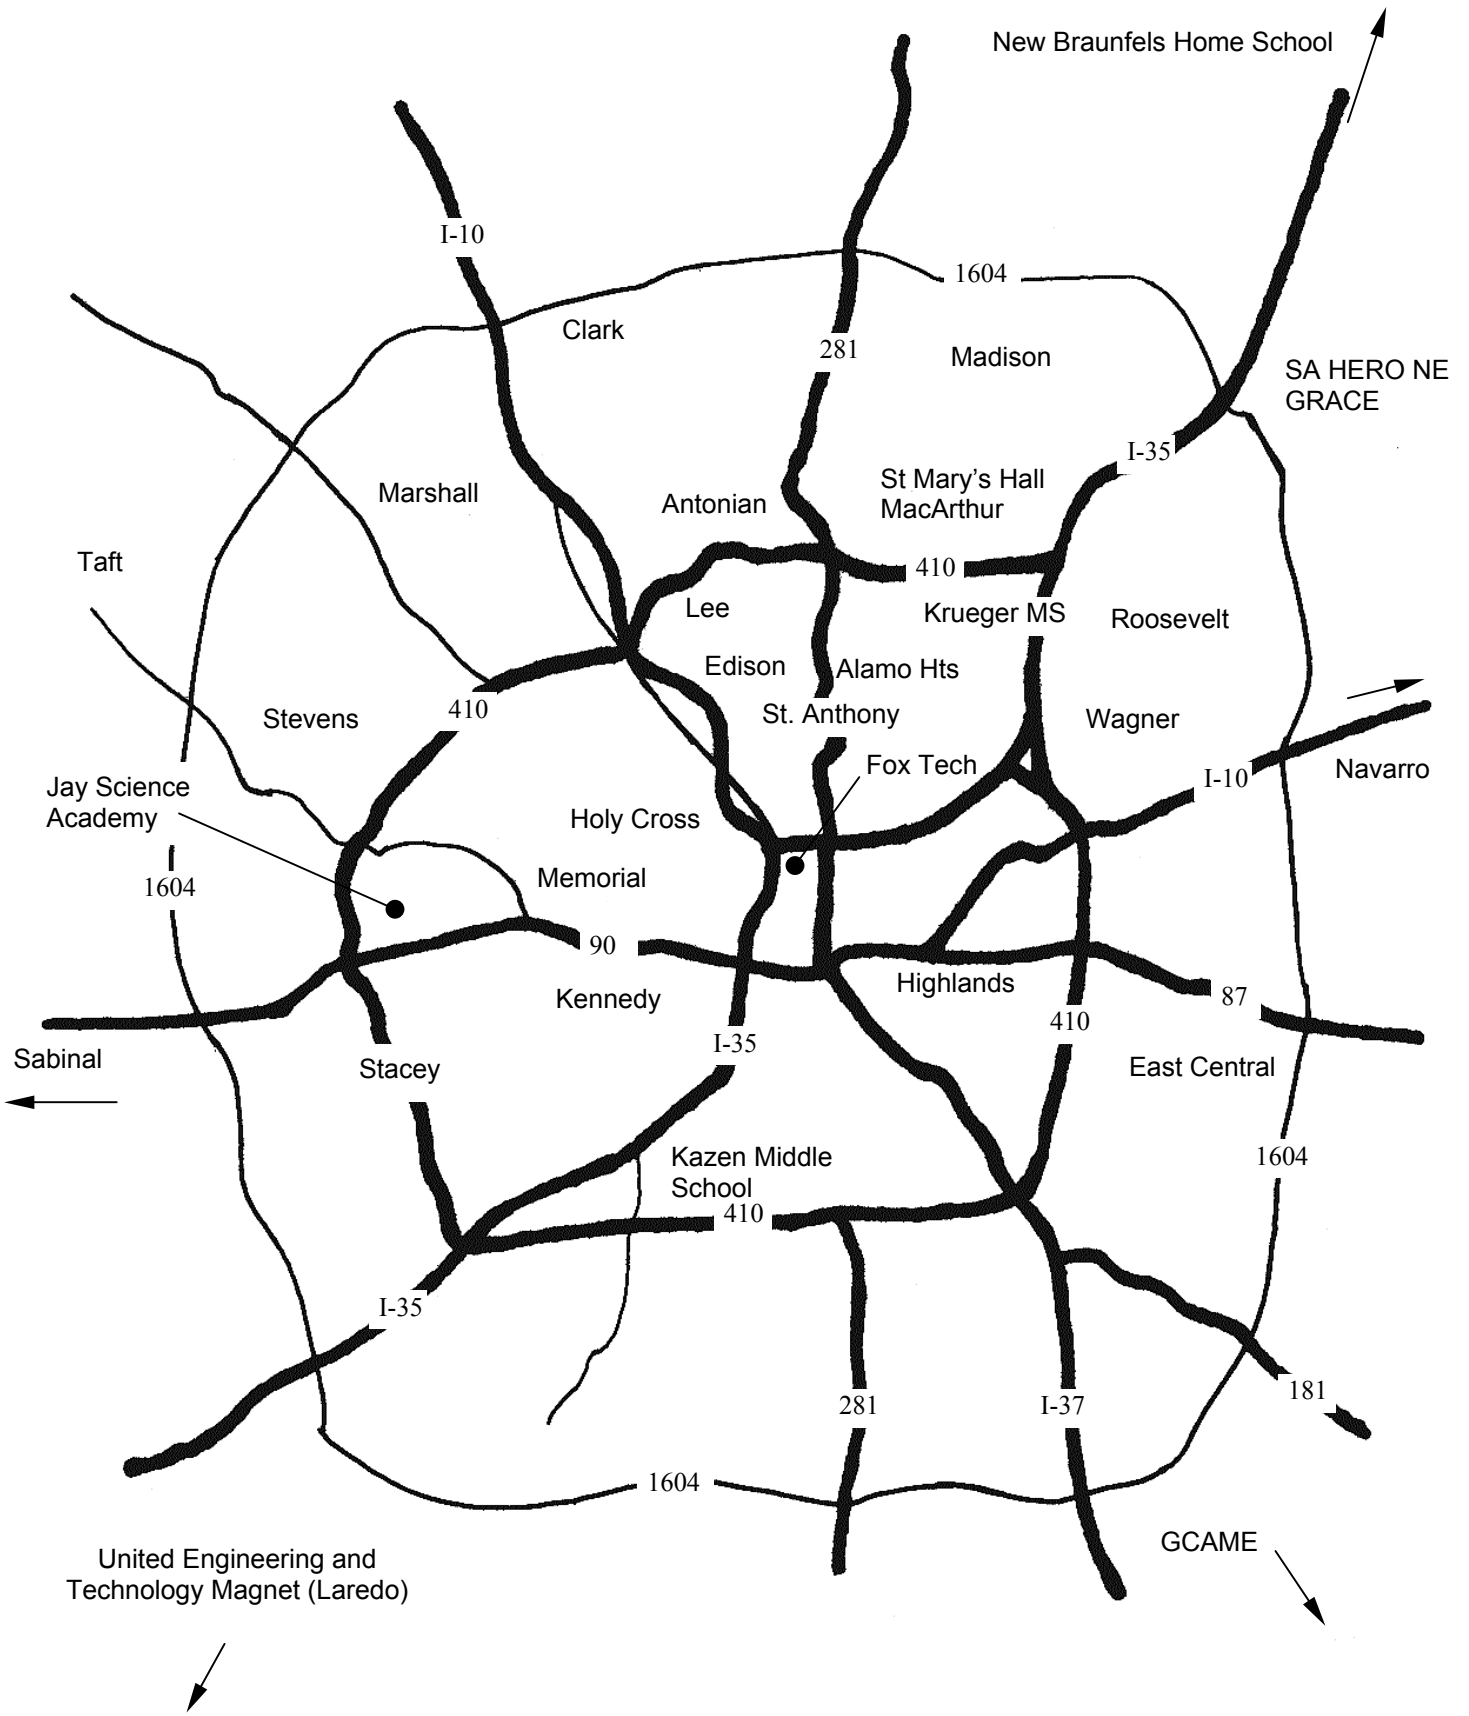 New Braunfels Home School
I-10
1604
Clark
281
Madison
SA HERO NE
GRACE
I-35
St Mary’s Hall
MacArthur
Marshall
Antonian
Taft
410
Lee
Krueger MS
Roosevelt
Edison
Alamo Hts
410
St. Anthony
Stevens
Wagner
Fox Tech
Navarro
I-10
Jay Science
Academy
Holy Cross
Memorial
1604
90
Highlands
87
Kennedy
410
I-35
Sabinal
Stacey
East Central
1604
Kazen Middle
School
410
I-35
281
I-37
181
1604
GCAME
United Engineering and
Technology Magnet (Laredo)